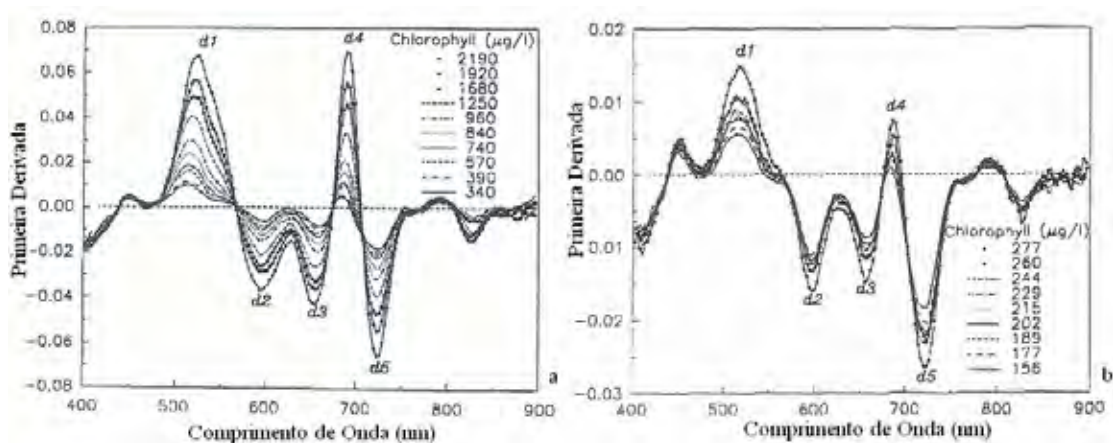 0.08
0.06
0.04
0.02
0.00
−0.02
−0.04
−0.06
−0.08
Primeira Derivada
d1
d4
d2
d3
d5
Chlorophyll (μg/l)
2190
1920
1680
1250
960
840
740
570
390
340
a
400 500 600 700 800 900
Comprimento de Onda (nm)
0.02
0.01
0.00
0.01
−0.02
−0.03
Primeira Derivada
d1
d4
d2
d3
d5
Chlorophyll (μg/l)
277
260
244
229
215
202
189
177
156
b
400 500 600 700 800 900
Comprimento de Onda (nm)